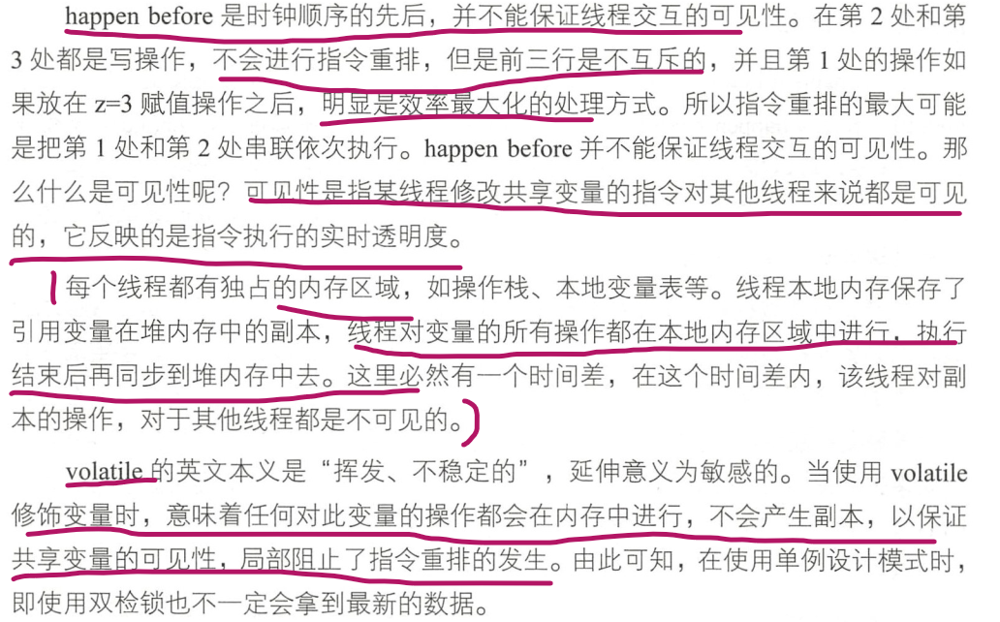 happen before 是时钟顺序的先后，并不能保证线程交互的可见性。在第 2 处和第
3 处都是写操作，不会进行指令重排，但是前三行是不互斥的，并且第 1 处的操作如
果放在 z=3 赋值操作之后，明显是效率最大化的处理方式。所以指令重排的最大可能
是把第 1 处和第 2 处串联依次执行。happen before 并不能保证线程交互的可见性。那
么什么是可见性呢？可见性是指某线程修改共享变量的指令对其他线程来说都是可见
的，它反映的是指令执行的实时透明度。
每个线程都有独占的内存区域，如操作栈、本地变量表等。线程本地内存保存了
引用变量在堆内存中的副本，线程对变量的所有操作都在本地内存区域中进行，执行
结束后再同步到堆内存中去。这里必然有一个时间差，在这个时间差内，该线程对副
本的操作，对于其他线程都是不可见的。
volatile 的英文本义是“挥发、不稳定的”，延伸意义为敏感的。当使用 volatile
修饰变量时，意味着任何对此变量的操作都会在内存中进行，不会产生副本，以保证
共享变量的可见性，局部阻止了指令重排的发生。由此可知，在使用单例设计模式时，
即使用双检锁也不一定会拿到最新的数据。